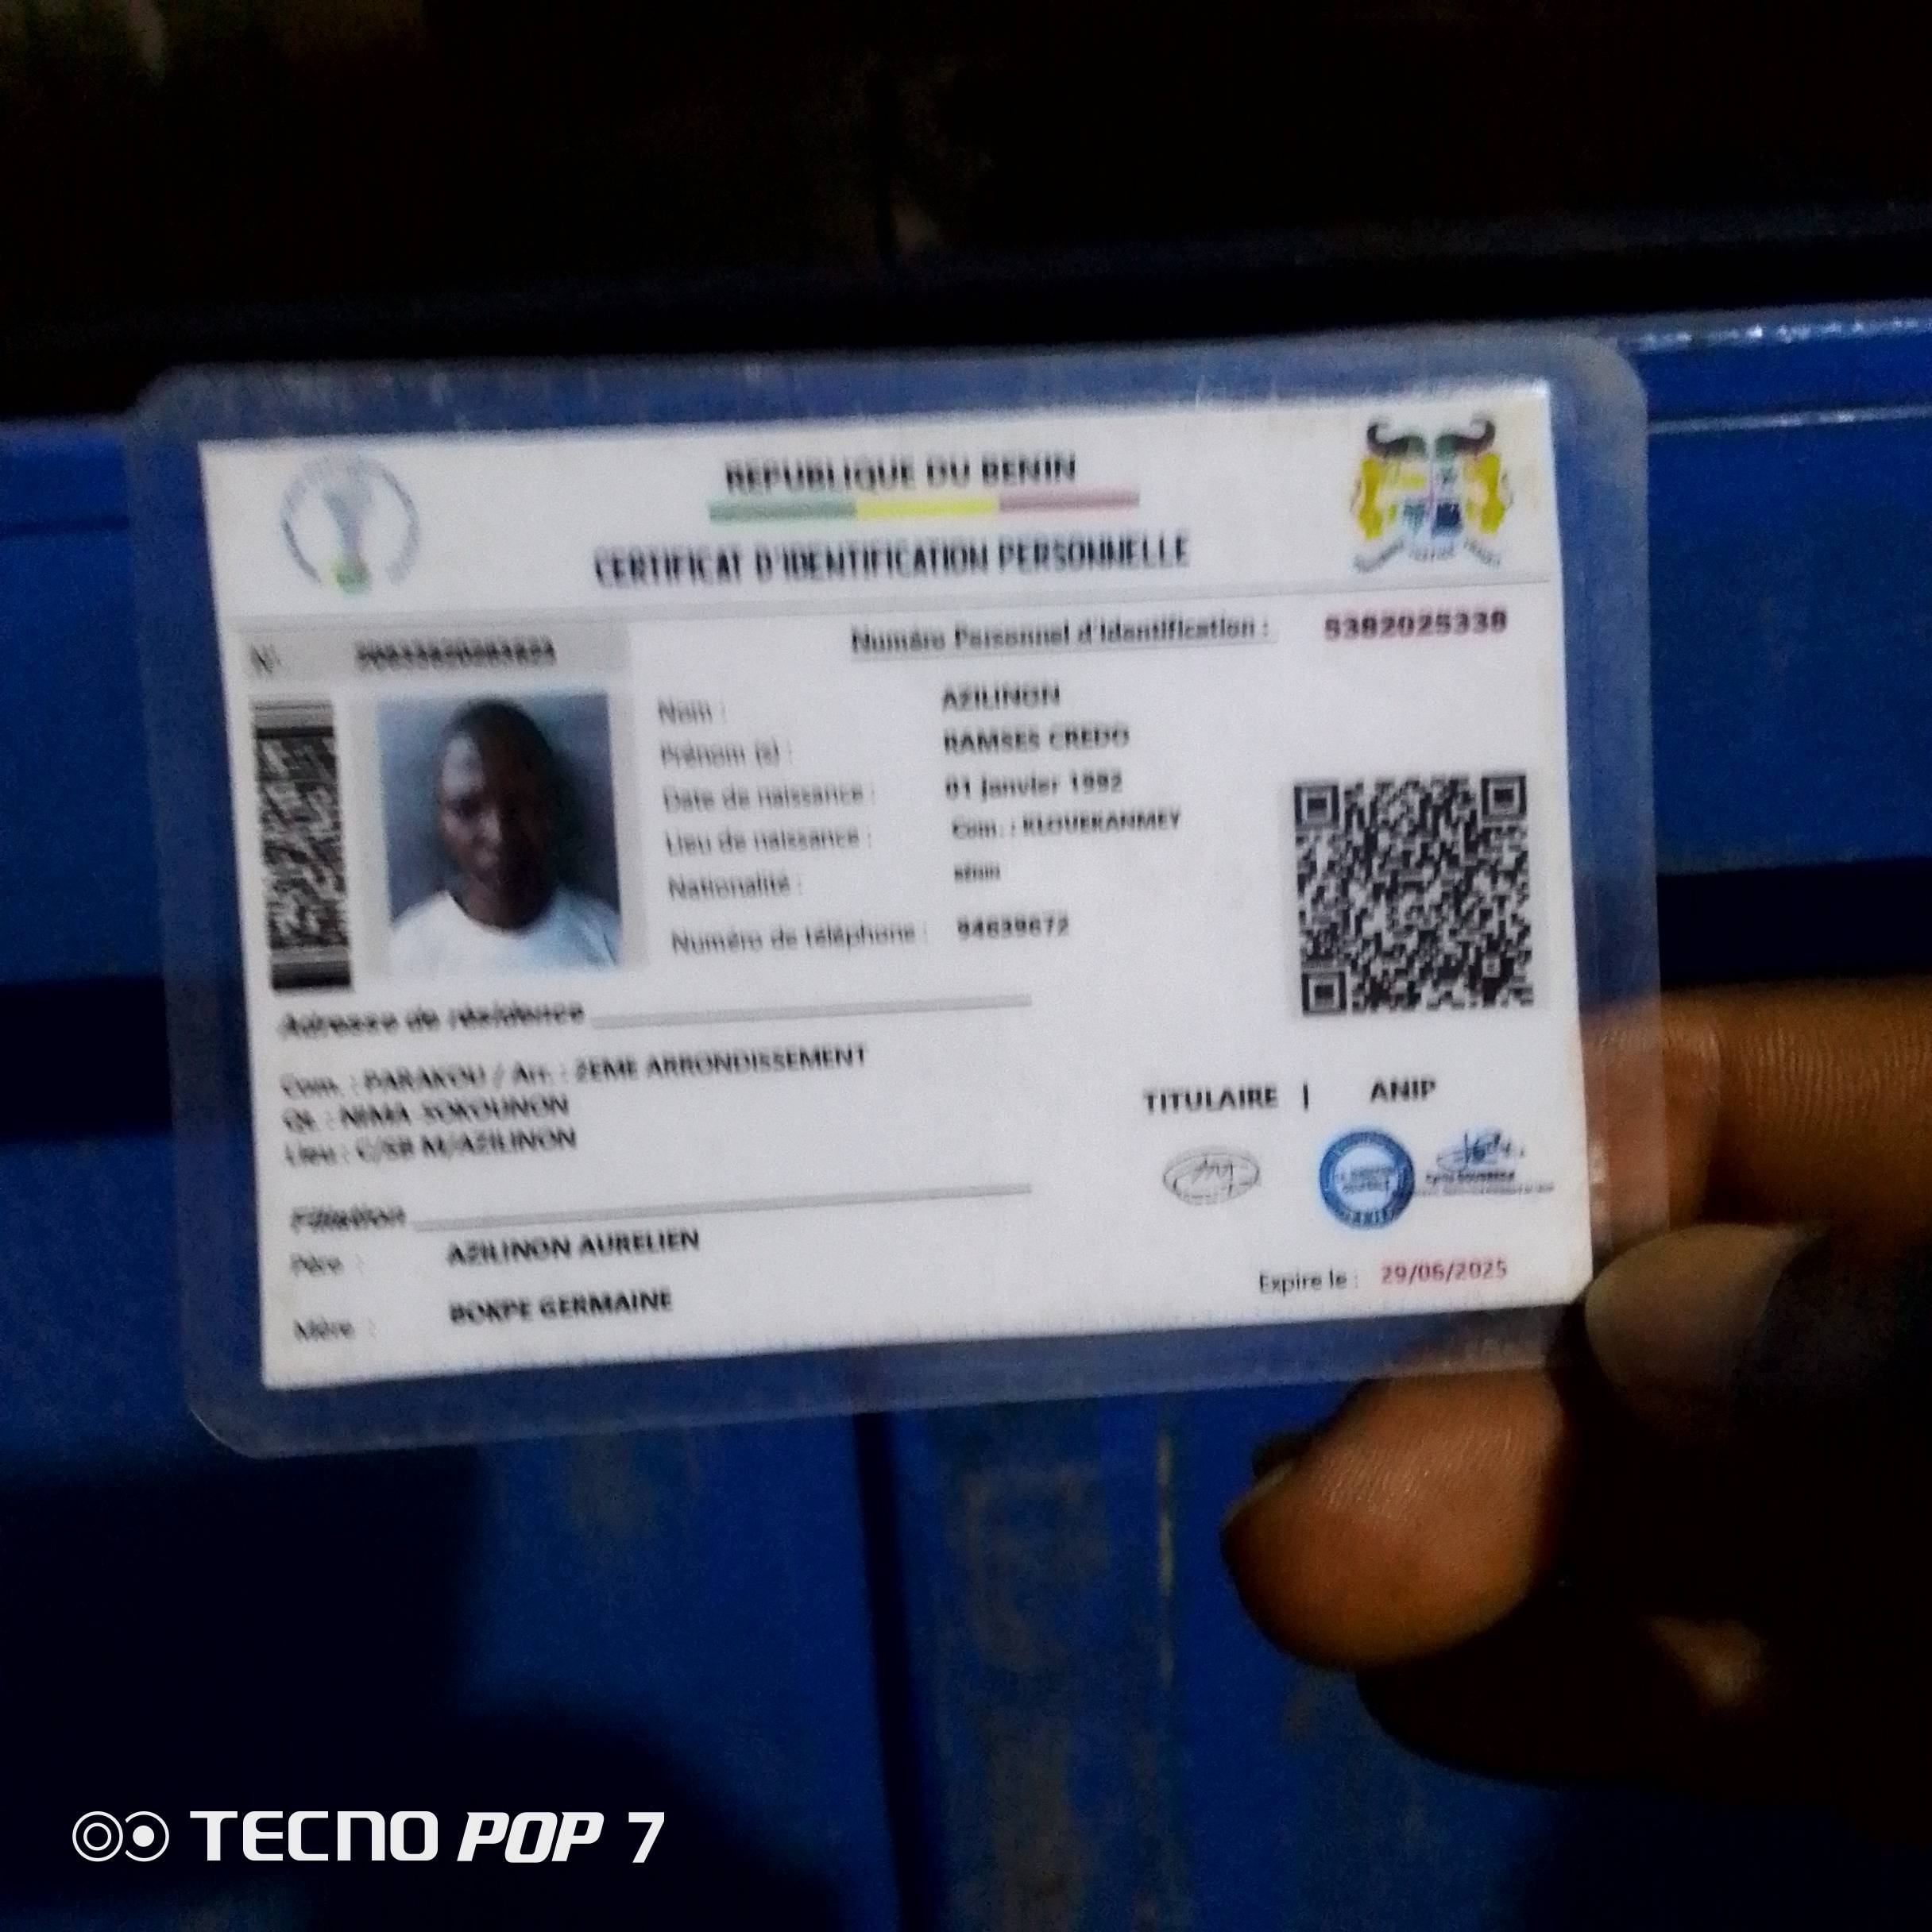 REPUBLIQUE DU BENIN
CERTIFICAT D'IDENTIFICATION PERSONNELLE
Numéro Personnel d'Identification : 5382025338
N°
Nom : AZILINON
Prénom (s) : RAMSES CREDO
Date de naissance : 01 Janvier 1992
Lieu de naissance : Com. : KLOUEKANMEY
Nationalité : BÉNIN
Numéro de téléphone : 94639672
Adresse de résidence
Com. : PARAKOU / Arr. : 2EME ARRONDISSEMENT
Qt. : NIMA SOKOUNON
Lieu : C/SB M/AZILINON
TITULAIRE | ANIP
Filiation
Père : AZILINON AURELIEN
Mère : BOKPE GERMAINE
Expire le : 29/06/2025
TECNO POP 7